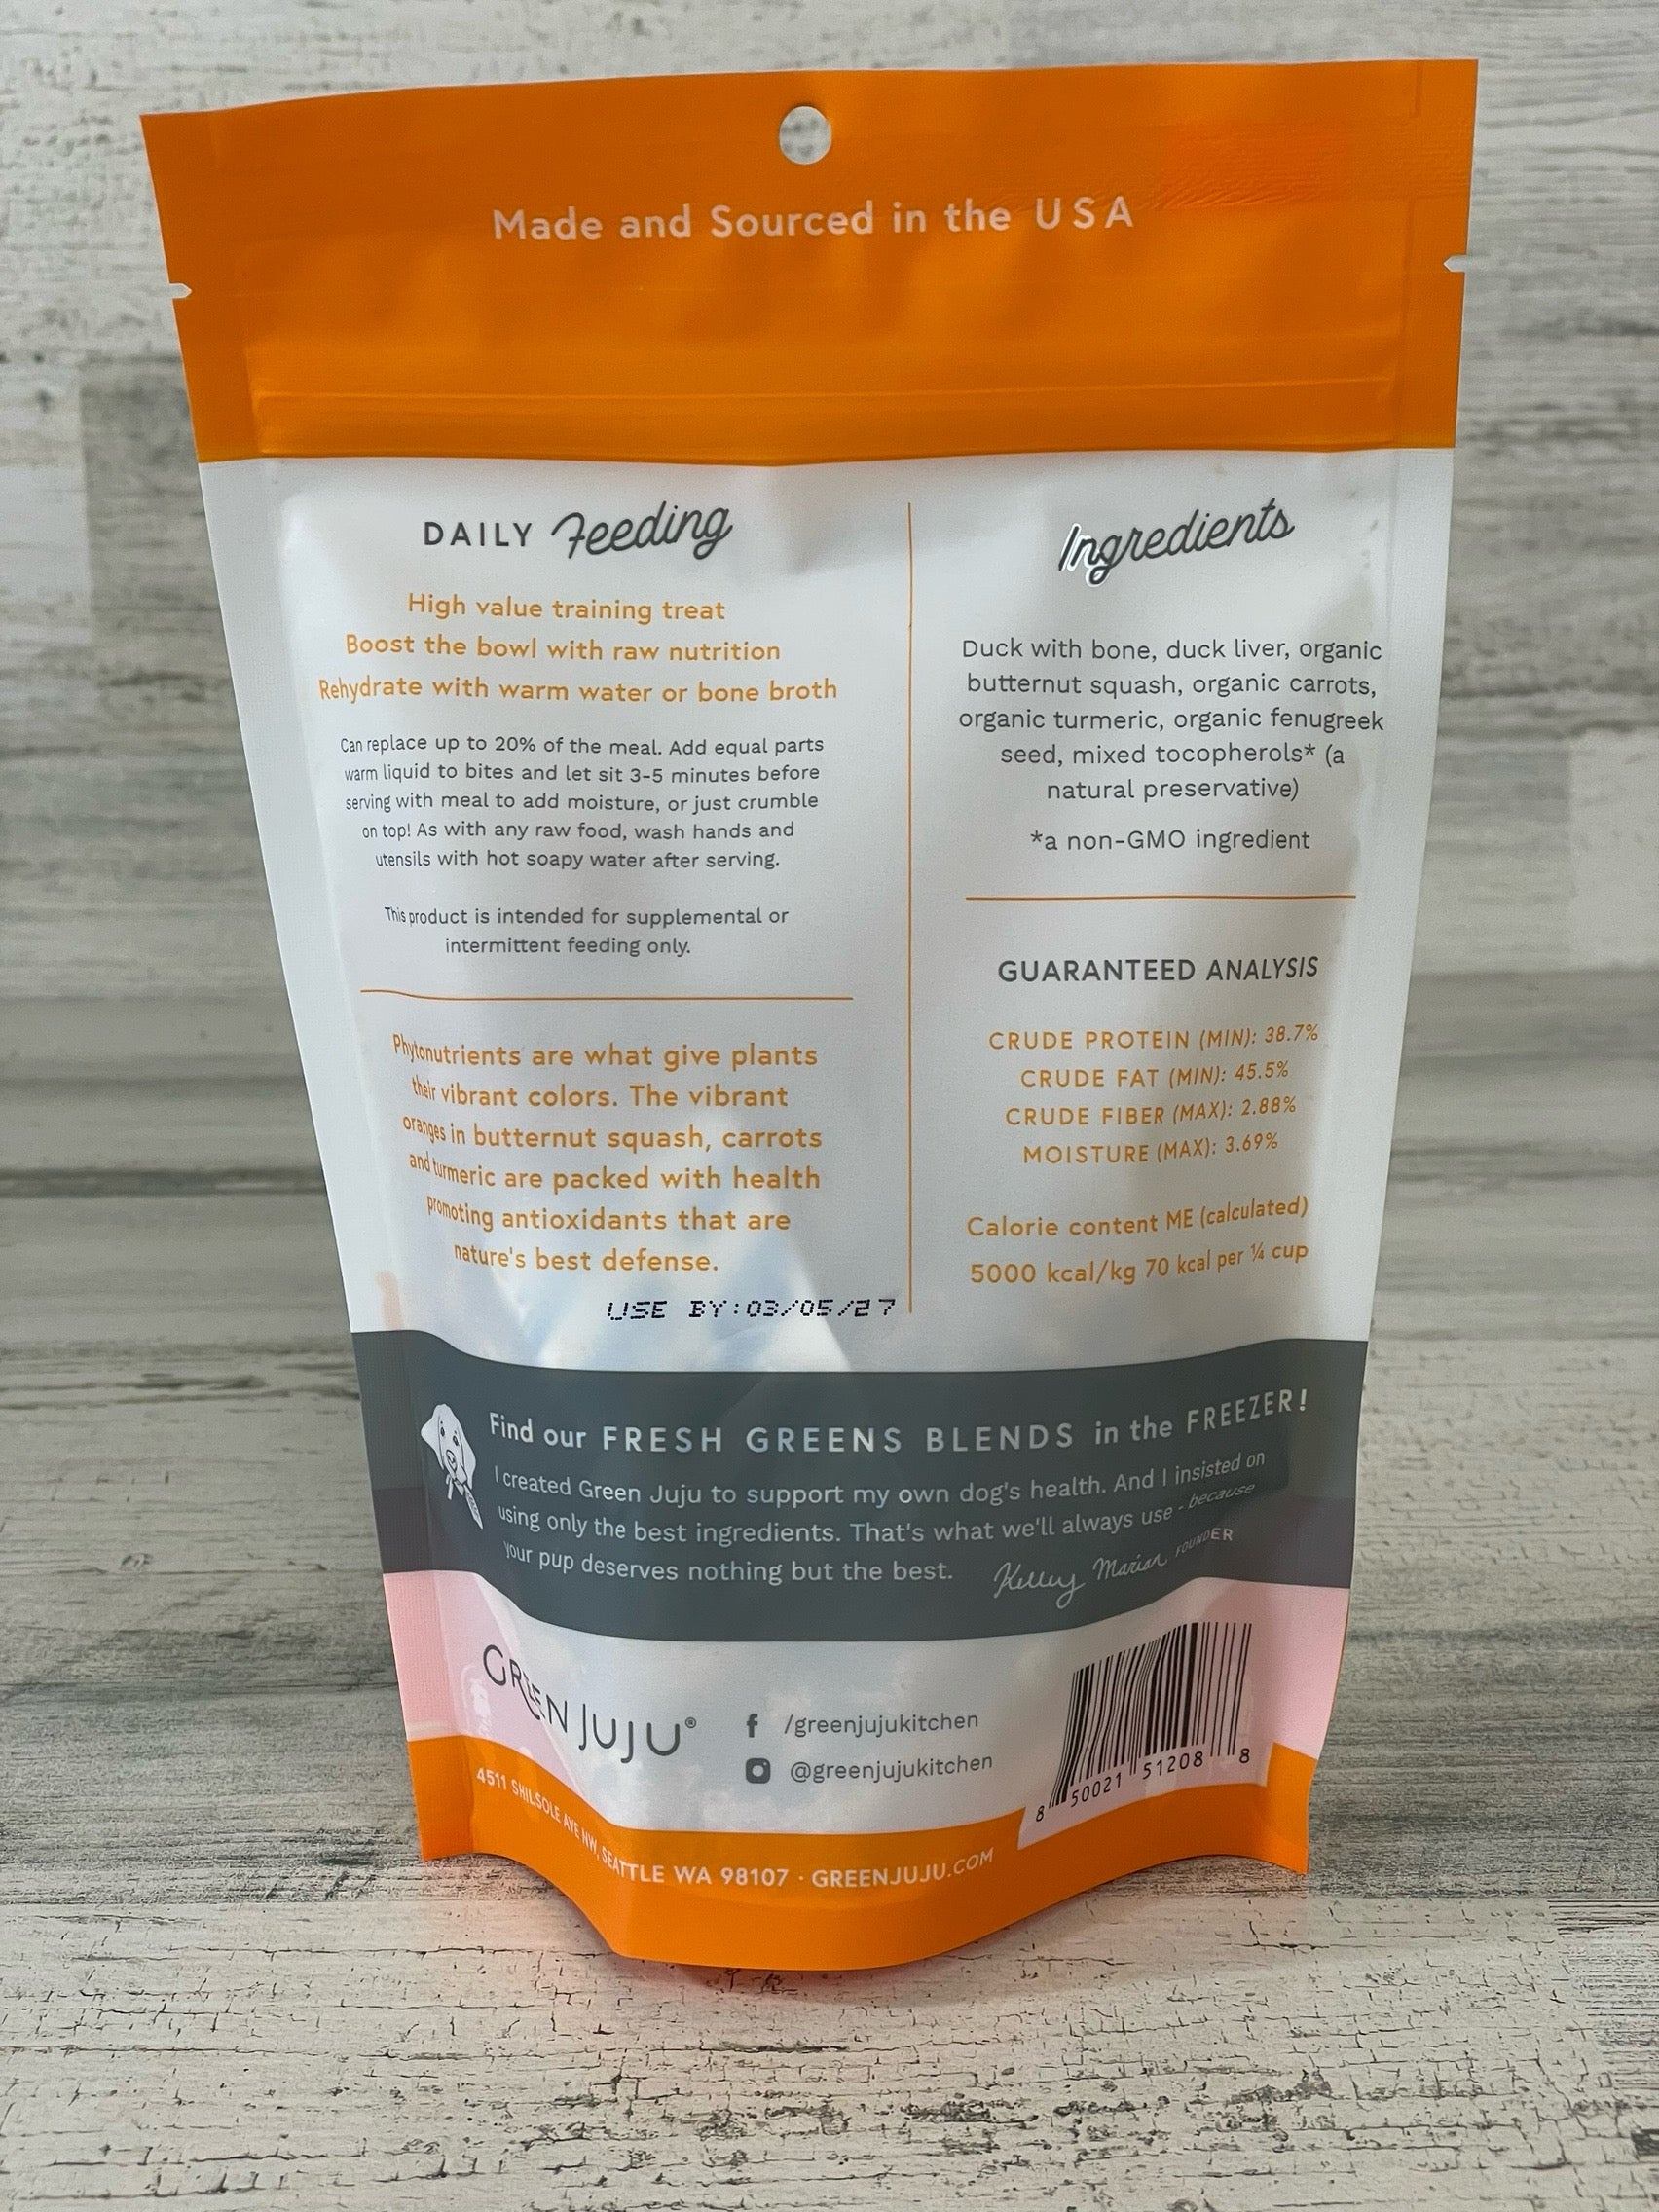 Made and Sourced in the USA
DAILY Feeding
High value training treat
Boost the bowl with raw nutrition
Rehydrate with warm water or bone broth
Can replace up to 20% of the meal. Add equal parts
warm liquid to bites and let sit 3-5 minutes before
serving with meal to add moisture, or just crumble
on top! As with any raw food, wash hands and
utensils with hot soapy water after serving.
This product is intended for supplemental or
intermittent feeding only.
Phytonutrients are what give plants
their vibrant colors. The vibrant
oranges in butternut squash, carrots
and turmeric are packed with health
promoting antioxidants that are
nature's best defense.
USE BY:03/05/27
Ingredients
Duck with bone, duck liver, organic
butternut squash, organic carrots,
organic turmeric, organic fenugreek
seed, mixed tocopherols* (a
natural preservative)
*a non-GMO ingredient
GUARANTEED ANALYSIS
CRUDE PROTEIN (MIN): 38.7%
CRUDE FAT (MIN): 45.5%
CRUDE FIBER (MAX): 2.88%
MOISTURE (MAX): 3.69%
Calorie content ME (calculated)
5000 kcal/kg 70 kcal per ¼ cup
Find our FRESH GREENS BLENDS in the FREEZER!
I created Green Juju to support my own dog's health. And I insisted on
using only the best ingredients. That's what we'll always use - because
your pup deserves nothing but the best. Kelley Marian FOUNDER
GREEN JUJU®
/greenjujukitchen
@greenjujukitchen
8 50021 51208 8
4511 SHILSOLE AVE NW, SEATTLE WA 98107 · GREENJUJU.COM